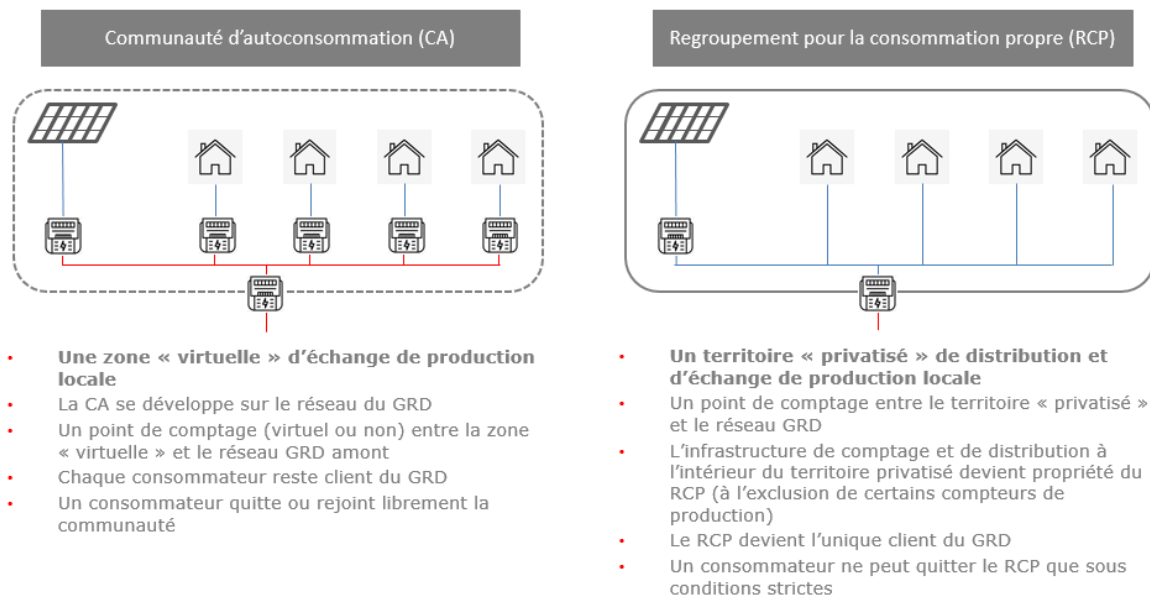 Communauté d'autoconsommation (CA)
• Une zone « virtuelle » d'échange de production
locale
• La CA se développe sur le réseau du GRD
• Un point de comptage (virtuel ou non) entre la zone
« virtuelle » et le réseau GRD amont
• Chaque consommateur reste client du GRD
• Un consommateur quitte ou rejoint librement la
communauté
Regroupement pour la consommation propre (RCP)
• Un territoire « privatisé » de distribution et
d'échange de production locale
• Un point de comptage entre le territoire « privatisé »
et le réseau GRD
• L'infrastructure de comptage et de distribution à
l'intérieur du territoire privatisé devient propriété du
RCP (à l'exclusion de certains compteurs de
production)
• Le RCP devient l'unique client du GRD
• Un consommateur ne peut quitter le RCP que sous
conditions strictes